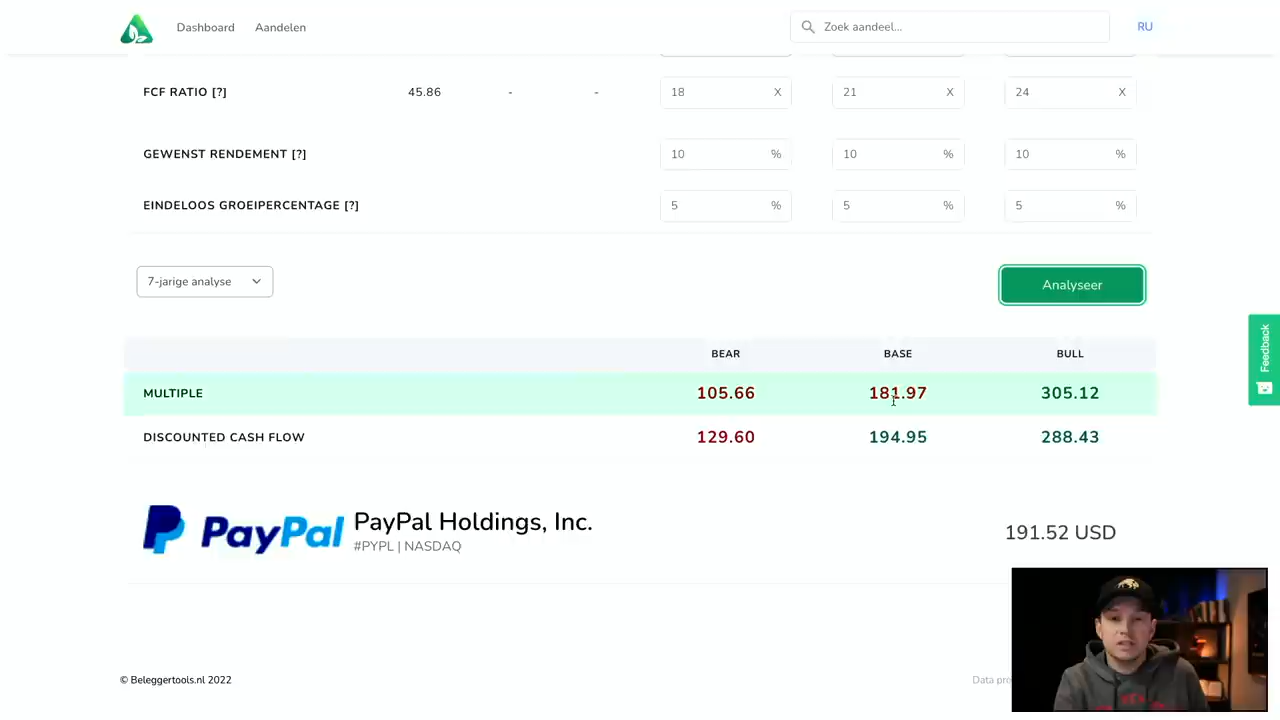 Dashboard Aandelen Zoek aandeel... RU
FCF RATIO [?] 45.86 - - 18 X 21 X 24 X
GEWENST RENDEMENT [?] 10 % 10 % 10 %
EINDELOOS GROEIPERCENTAGE [?] 5 % 5 % 5 %
7-jarige analyse Analyseer
Feedback
BEAR BASE BULL
MULTIPLE 105.66 181.97 305.12
DISCOUNTED CASH FLOW 129.60 194.95 288.43
PayPal PayPal Holdings, Inc.
#PYPL | NASDAQ
191.52 USD
© Beleggertools.nl 2022 Data